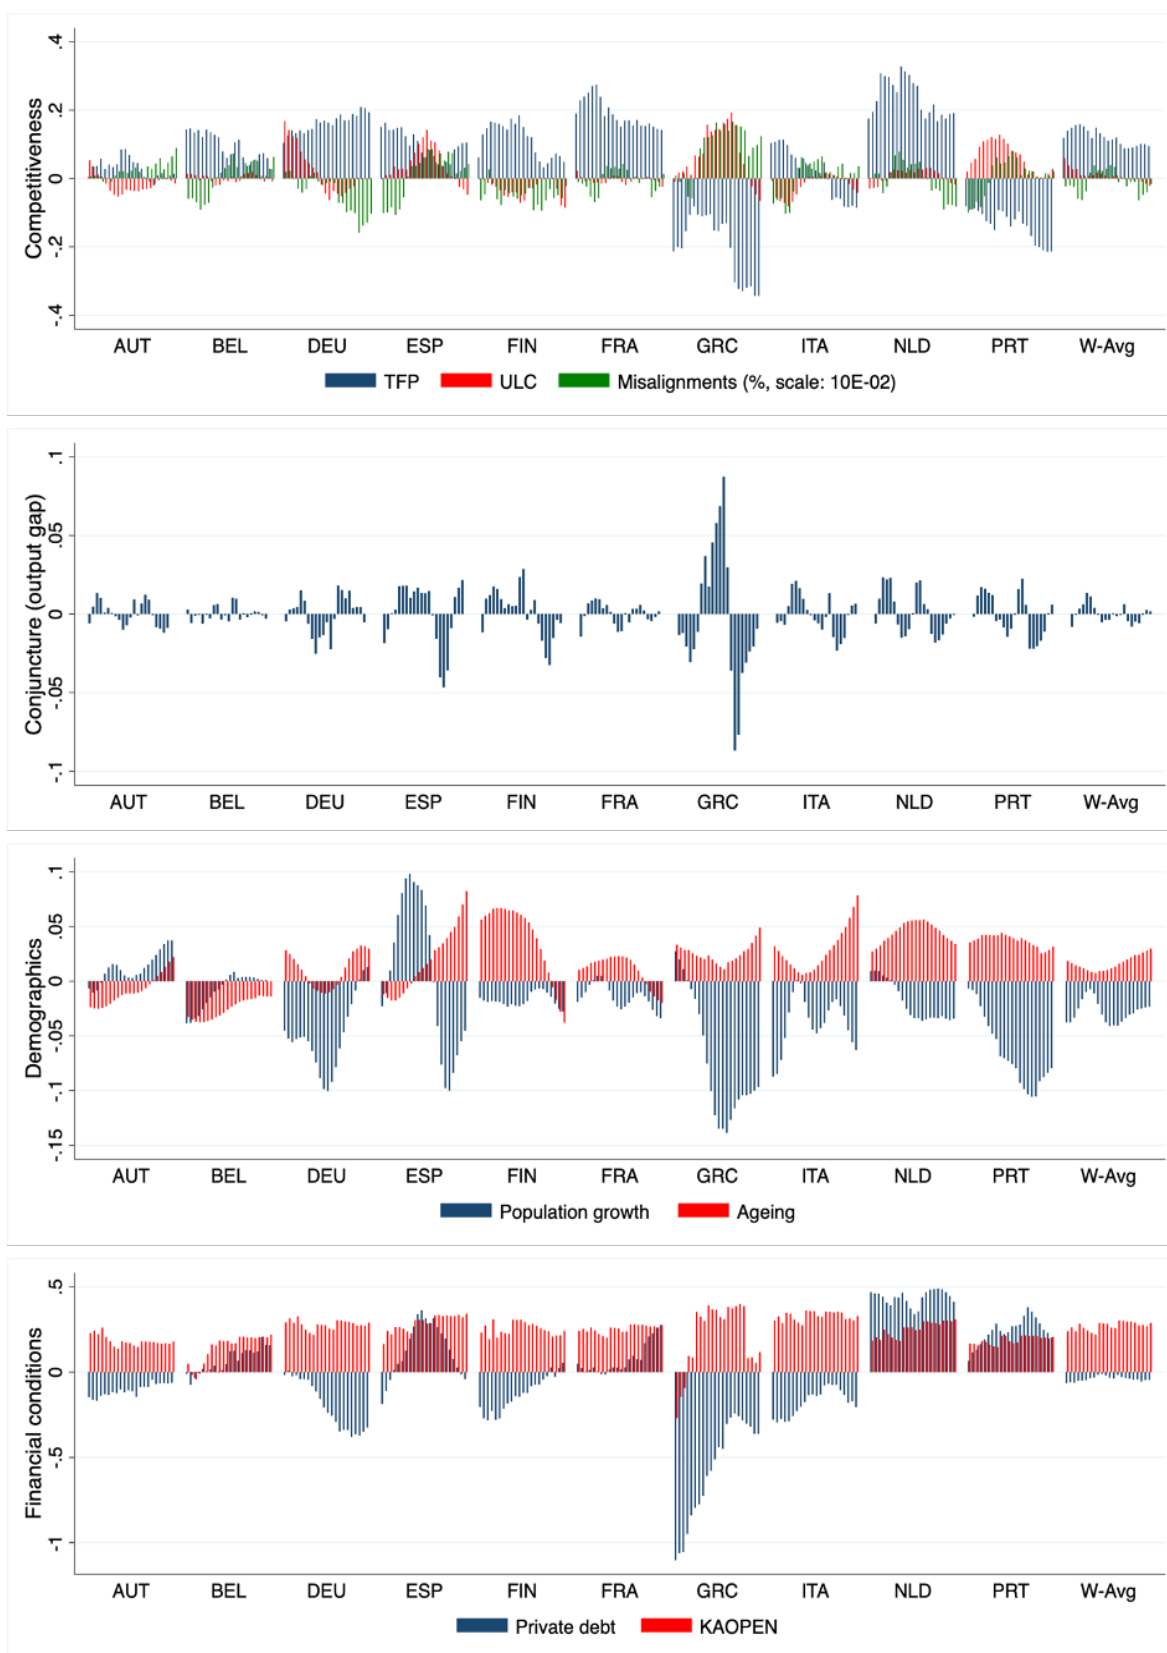 Competitiveness
.4
.2
0
-.2
-.4
AUT BEL DEU ESP FIN FRA GRC ITA NLD PRT W-Avg
TFP ULC Misalignments (%, scale: 10E-02)
Conjuncture (output gap)
.1
.05
0
-.05
-.1
AUT BEL DEU ESP FIN FRA GRC ITA NLD PRT W-Avg
Demographics
.1
.05
0
-.05
-.1
-.15
AUT BEL DEU ESP FIN FRA GRC ITA NLD PRT W-Avg
Population growth Ageing
Financial conditions
.5
0
-.5
-1
AUT BEL DEU ESP FIN FRA GRC ITA NLD PRT W-Avg
Private debt KAOPEN